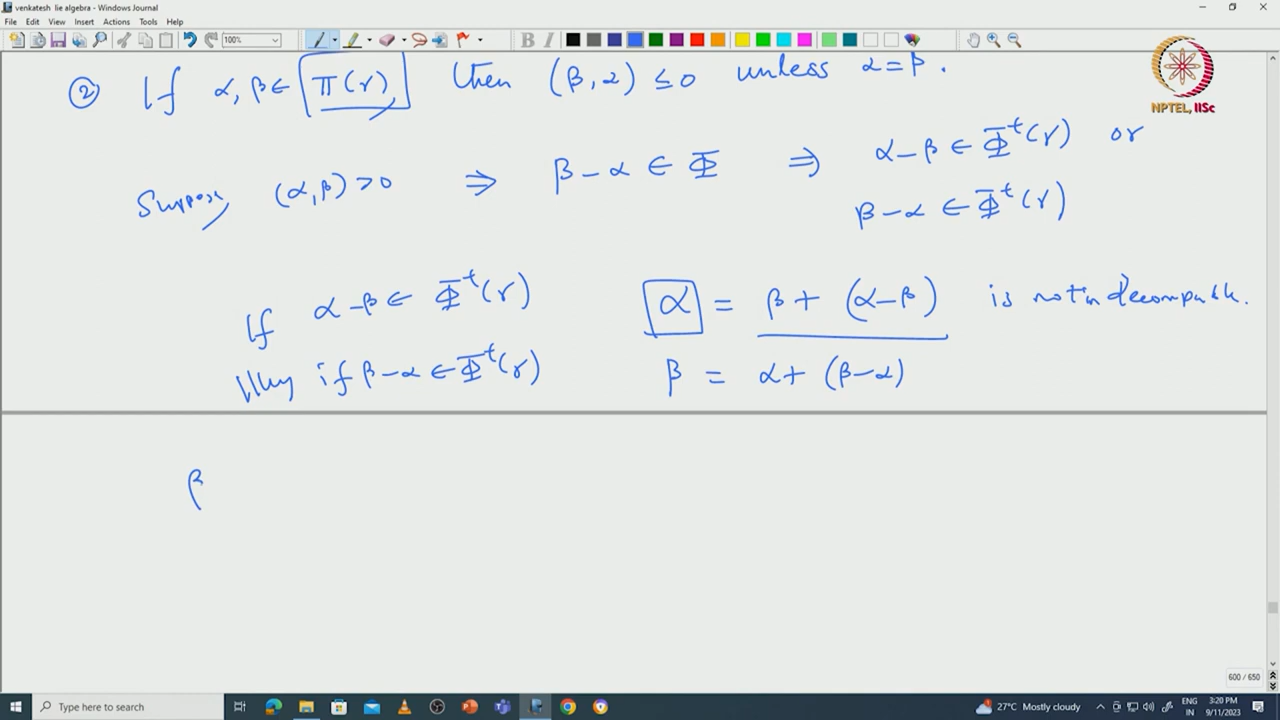 venkatesh lie algebra - Windows Journal
File Edit View Insert Actions Tools Help
100%
② If α, β ∈ Π(γ) then (β, α) ≤ 0 unless α = β.
NPTEL, IISc
Suppose (α, β) > 0 ⇒ β - α ∈ Φ ⇒ α - β ∈ Φ⁺(γ) or
β - α ∈ Φ⁺(γ)
If α - β ∈ Φ⁺(γ) α = β + (α - β) is not indecomposable.
|||ly if β - α ∈ Φ⁺(γ) β = α + (β - α)
β
600 / 650
Type here to search
27°C Mostly cloudy
ENG
IN
3:20 PM
9/11/2023